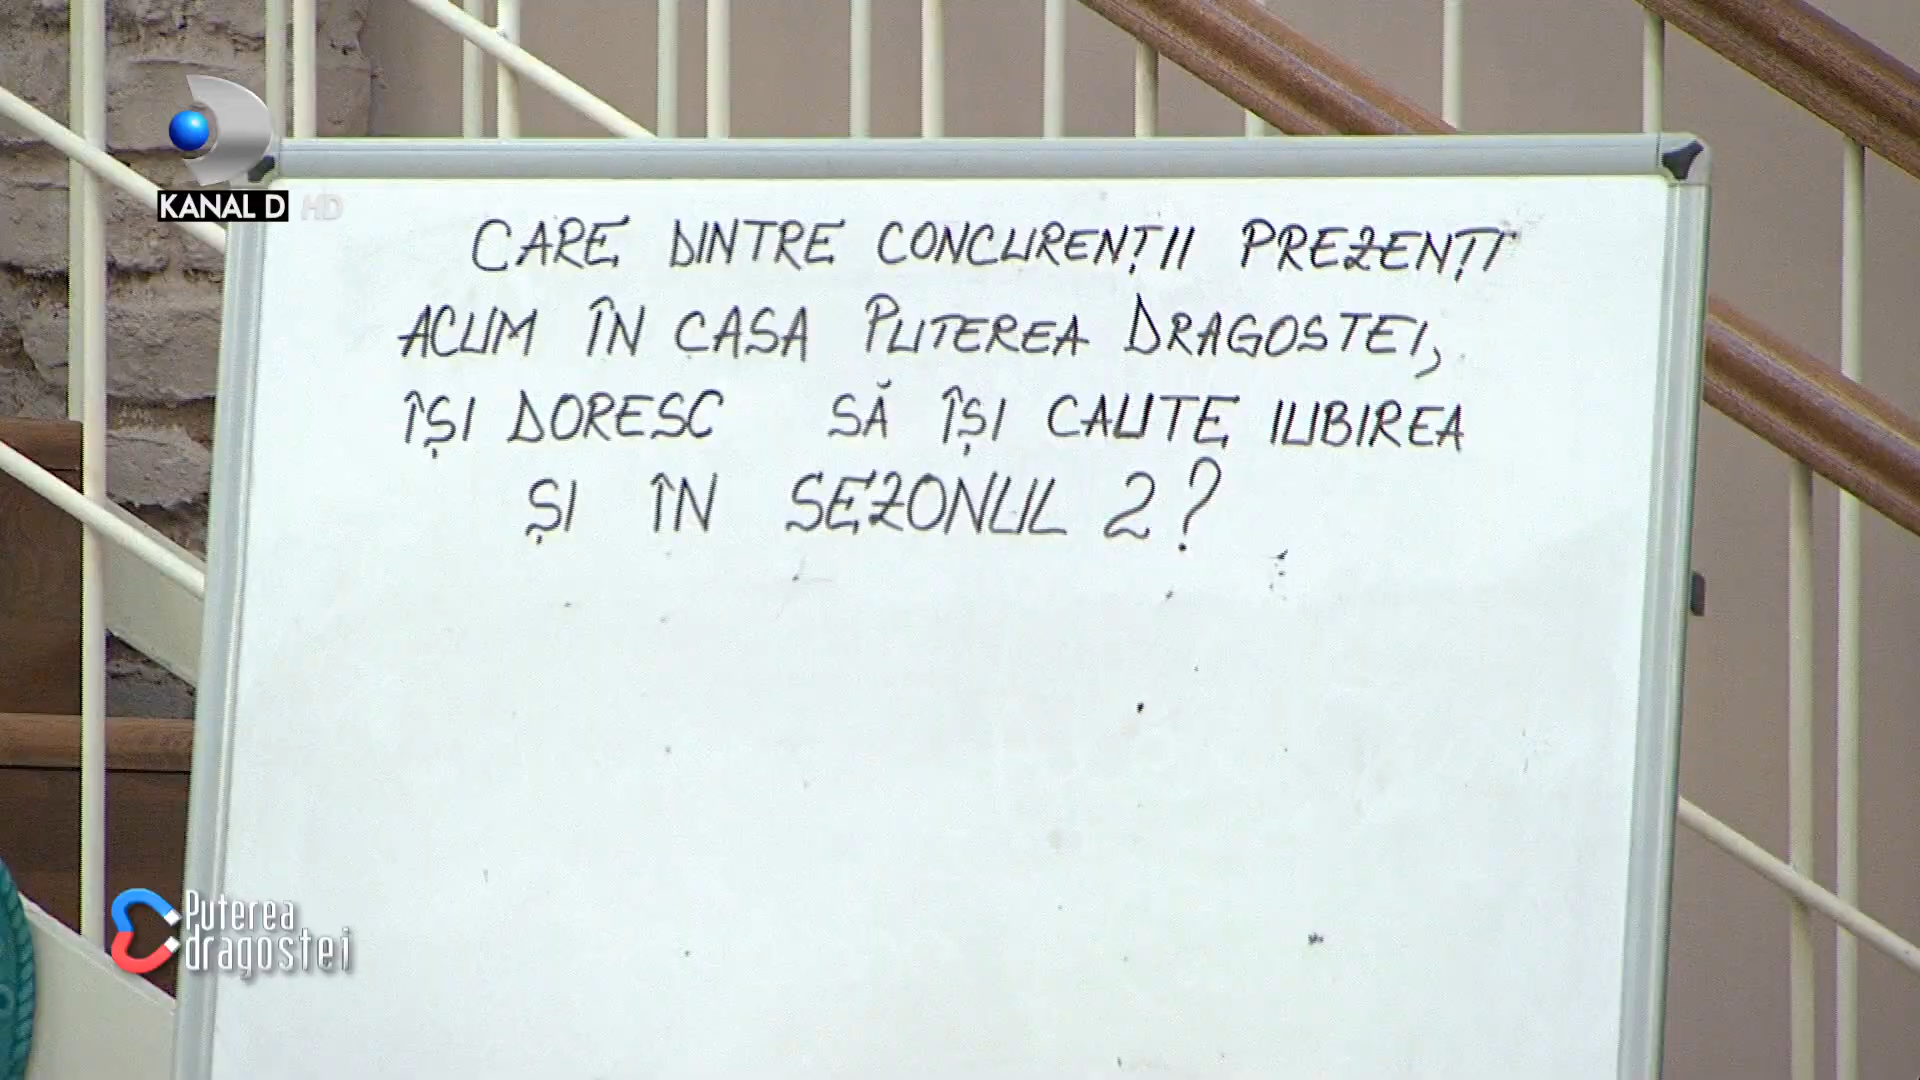 KANAL D HD
CARE DINTRE CONCURENȚII PREZENȚI
ACUM ÎN CASA PUTEREA DRAGOSTEI,
ÎȘI DORESC SĂ ÎȘI CAUTE IUBIREA
ȘI ÎN SEZONUL 2?
Puterea
dragostei